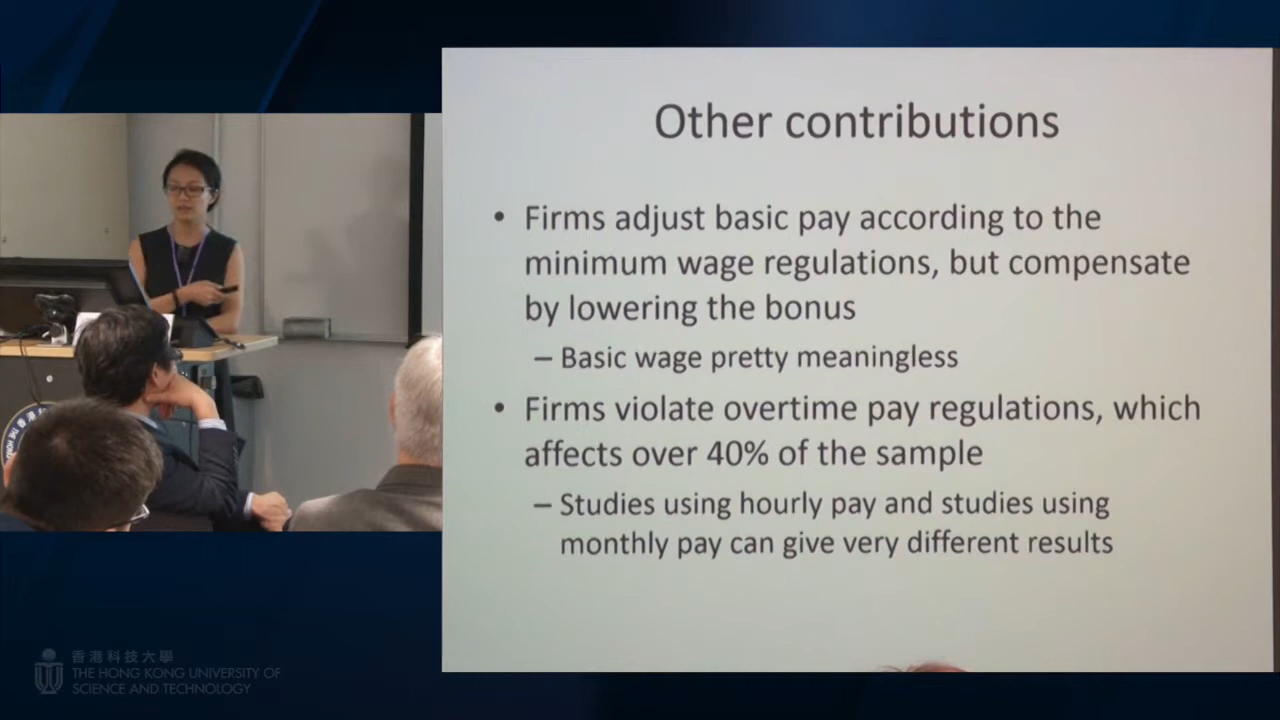 Other contributions
• Firms adjust basic pay according to the
minimum wage regulations, but compensate
by lowering the bonus
– Basic wage pretty meaningless
• Firms violate overtime pay regulations, which
affects over 40% of the sample
– Studies using hourly pay and studies using
monthly pay can give very different results
香港科技大學
THE HONG KONG UNIVERSITY OF
SCIENCE AND TECHNOLOGY